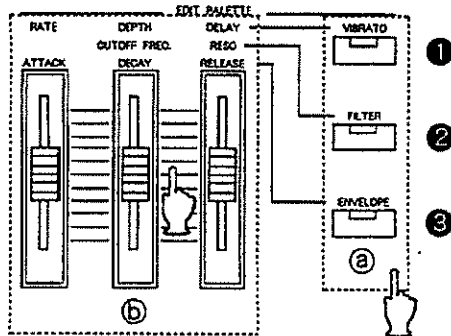 EDIT PALETTE
RATE DEPTH DELAY VIBRATO
CUTOFF FREQ. RESO
ATTACK DECAY RELEASE
FILTER
ENVELOPE
1
2
3
a
b